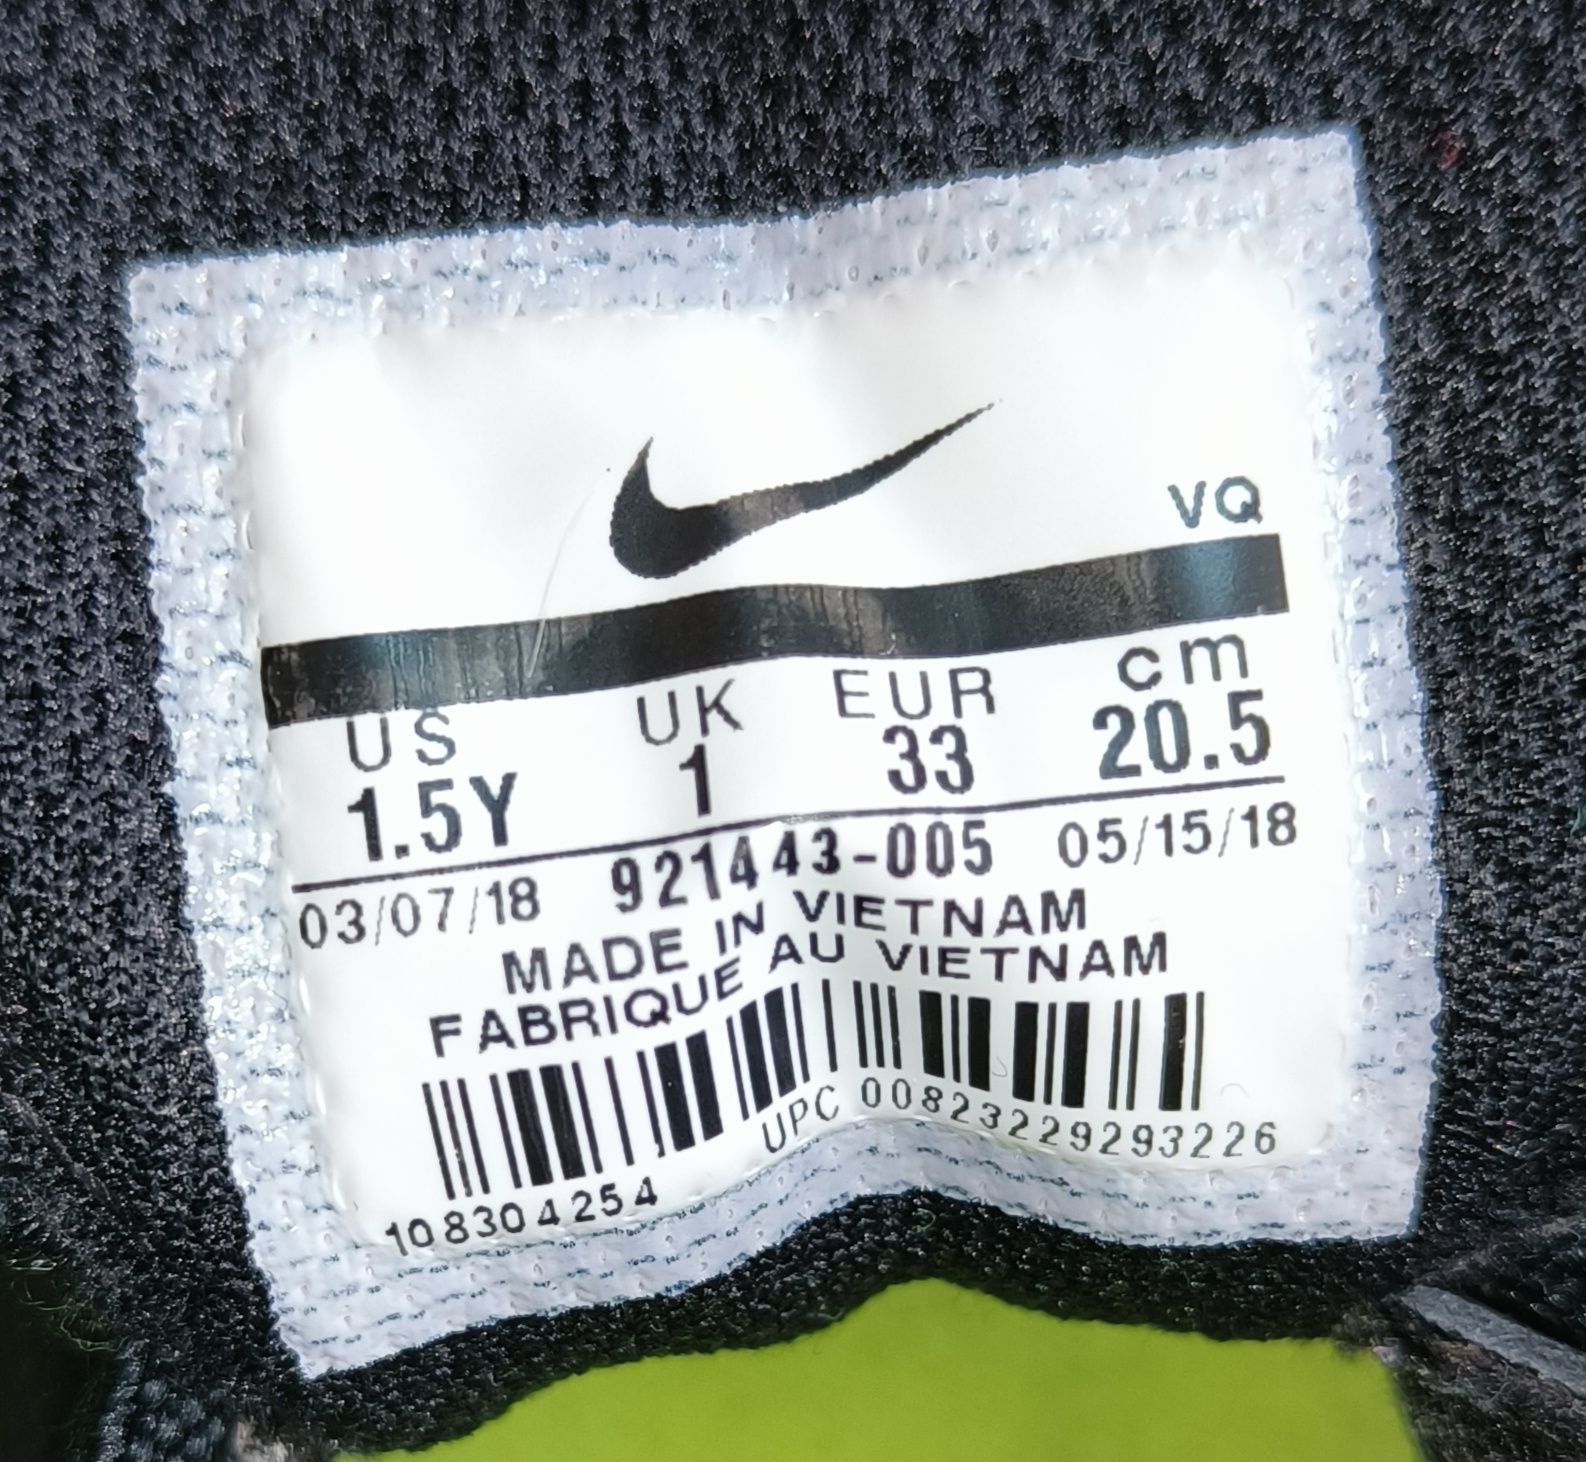 VQ
US UK EUR cm
1.5Y 1 33 20.5
03/07/18 921443-005 05/15/18
MADE IN VIETNAM
FABRIQUE AU VIETNAM
108304254 UPC 00823229293226